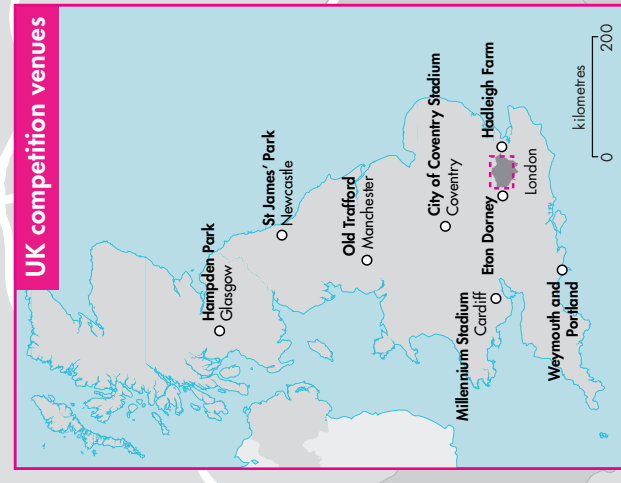 UK competition venues
Hampden Park
Glasgow
St James' Park
Newcastle
Old Trafford
Manchester
City of Coventry Stadium
Coventry
Millennium Stadium
Cardiff
Eton Dorney
Hadleigh Farm
London
Weymouth and
Portland
kilometres
0 200